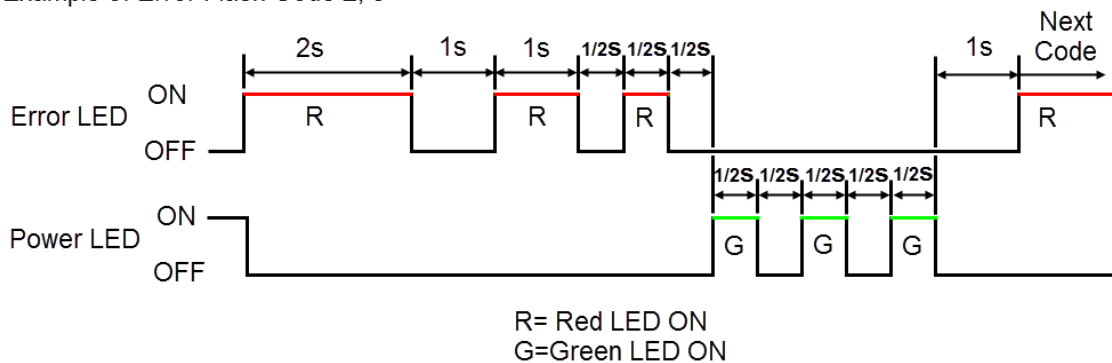 Example of Error Flash Code 2, 3
Next
Code
2s 1s 1s 1/2S 1/2S 1/2S 1s
ON
Error LED R R R R
OFF
1/2S 1/2S 1/2S 1/2S 1/2S
ON
Power LED G G G
OFF
R= Red LED ON
G=Green LED ON